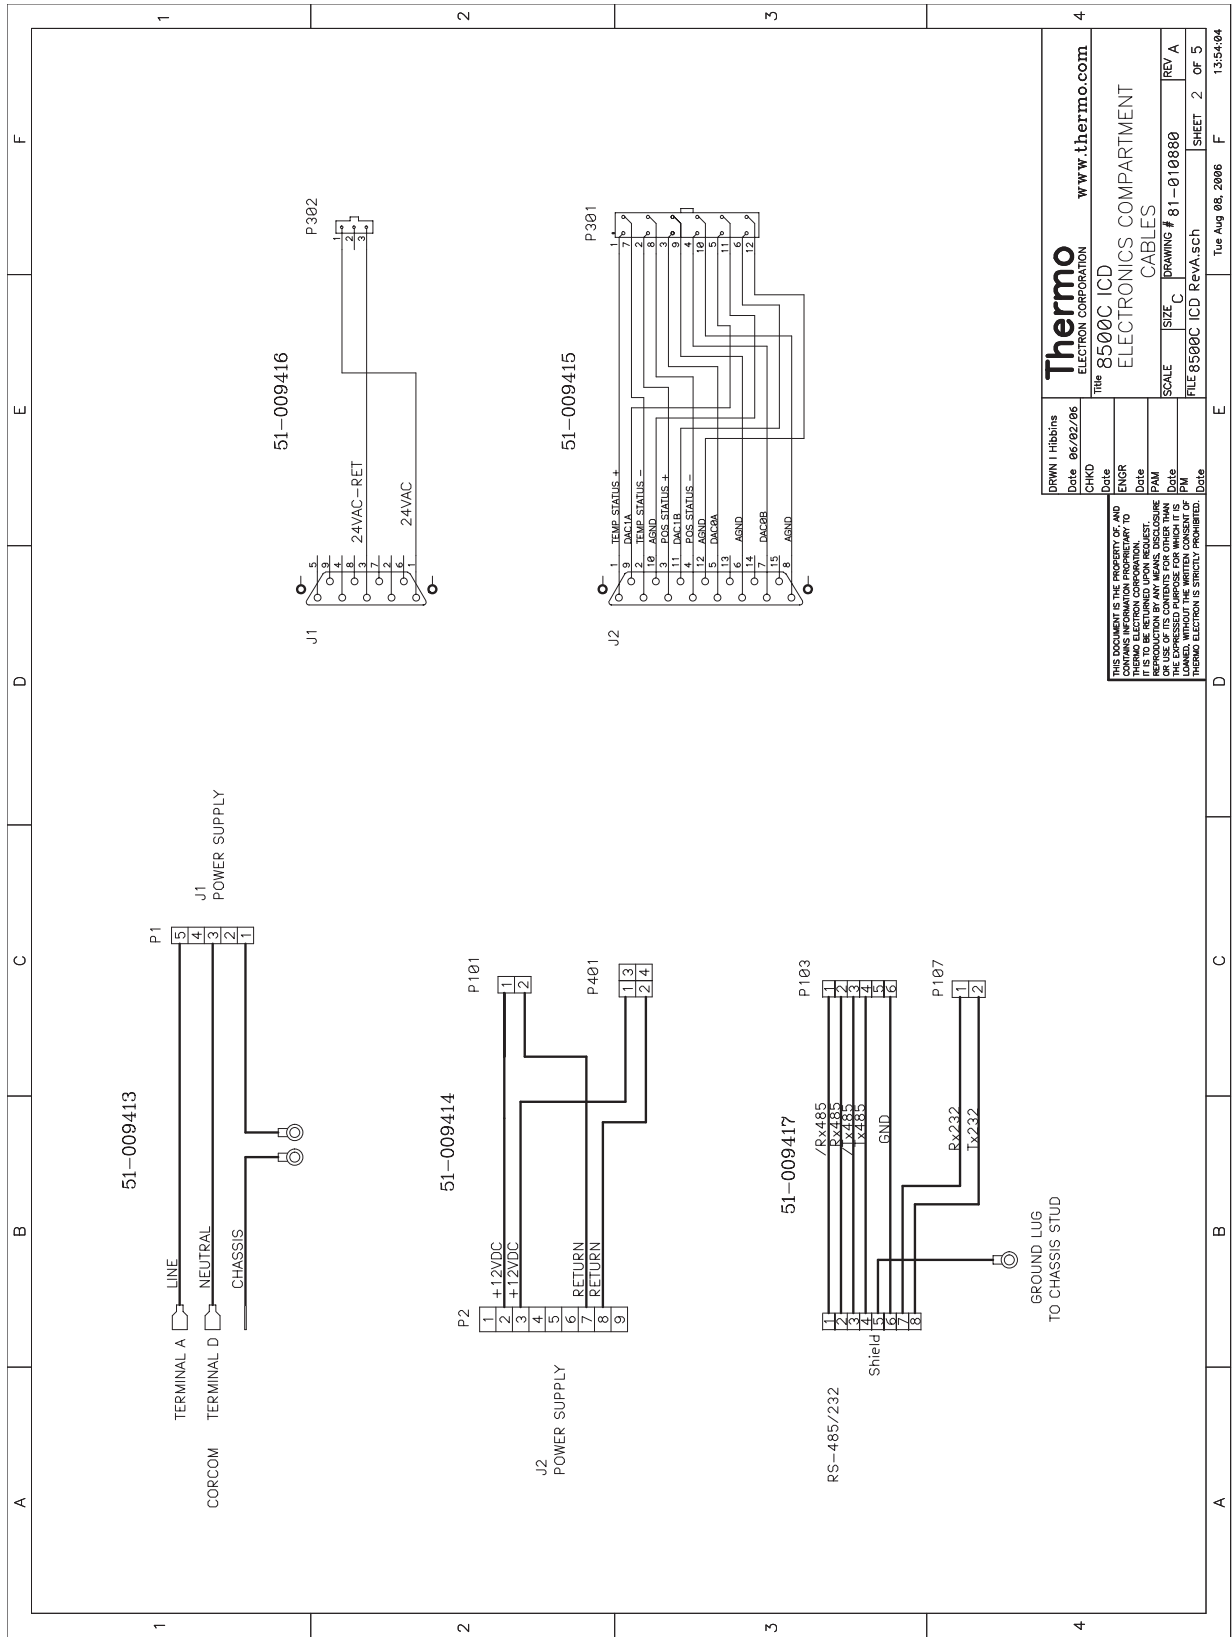 A B C D E F
1
2
3
4
51-009413
CORCOM
TERMINAL A
TERMINAL D
LINE
NEUTRAL
CHASSIS
P1
5
4
3
2
1
J1
POWER SUPPLY
51-009414
J2
POWER SUPPLY
P2
1
2
3
4
5
6
7
8
9
+12VDC
+12VDC
RETURN
RETURN
P101
1
2
P401
1 3
2 4
51-009417
RS-485/232
Shield
1
2
3
4
5
6
7
8
/Rx485
Rx485
/Tx485
Tx485
GND
Rx232
Tx232
P103
1
2
3
4
5
6
P107
1
2
GROUND LUG
TO CHASSIS STUD
51-009416
J1
5
9
4
8
3
7
2
6
1
24VAC-RET
24VAC
P302
1
2
3
51-009415
J2
1 TEMP STATUS +
9 DAC1A
2 TEMP STATUS -
10 AGND
3 POS STATUS +
11 DAC1B
4 POS STATUS -
12 AGND
5 DAC0A
13
6 AGND
14
7 DAC0B
15
8 AGND
P301
1
7
2
8
3
9
4
10
5
11
6
12
THIS DOCUMENT IS THE PROPERTY OF, AND
CONTAINS INFORMATION PROPRIETARY TO
THERMO ELECTRON CORPORATION.
IT IS TO BE RETURNED UPON REQUEST.
REPRODUCTION BY ANY MEANS, DISCLOSURE
OR USE OF ITS CONTENTS FOR OTHER THAN
THE EXPRESSED PURPOSE FOR WHICH IT IS
LOANED, WITHOUT THE WRITTEN CONSENT OF
THERMO ELECTRON IS STRICTLY PROHIBITED.
DRWN I Hibbins
Date 06/02/06
CHKD
Date
ENGR
Date
PAM
Date
PM
Date
Thermo
ELECTRON CORPORATION
www.thermo.com
Title 8500C ICD
ELECTRONICS COMPARTMENT
CABLES
SCALE
SIZE C
DRAWING # 81-010880
REV A
FILE 8500C ICD RevA.sch
SHEET 2 OF 5
1
2
3
4
A B C D E F
Tue Aug 08, 2006 13:54:04